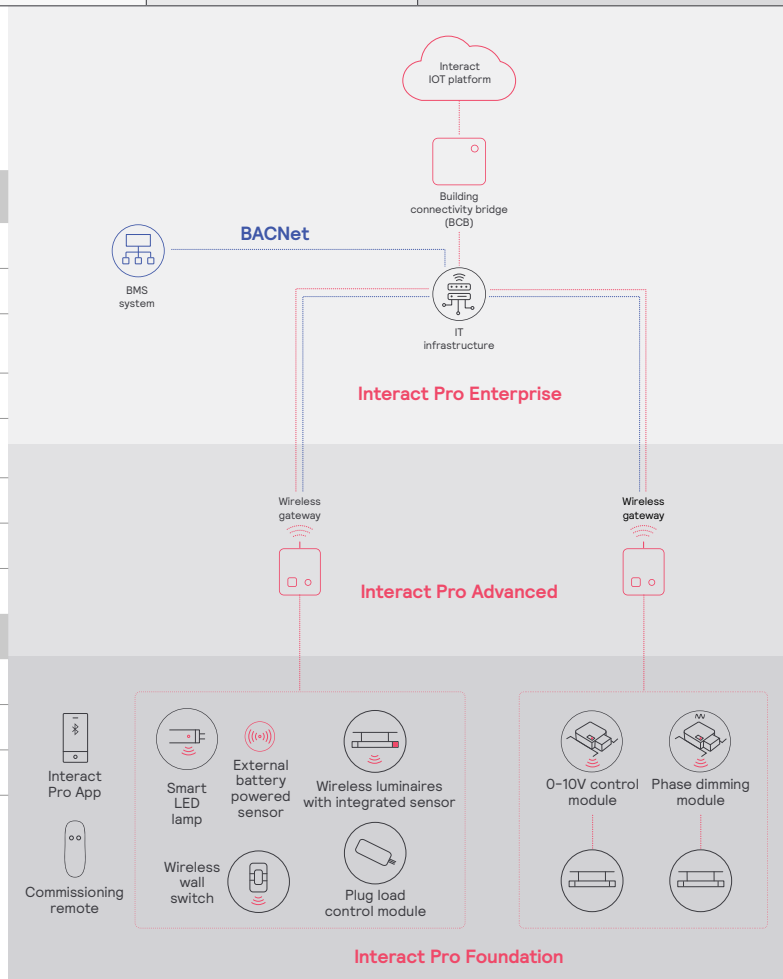 Interact
IOT platform
Building
connectivity bridge
(BCB)
BACNet
BMS
system
IT
infrastructure
Interact Pro Enterprise
Wireless
gateway
Wireless
gateway
Interact Pro Advanced
Interact
Pro App
Smart
LED
lamp
External
battery
powered
sensor
Wireless luminaires
with integrated sensor
0-10V control
module
Phase dimming
module
Commissioning
remote
Wireless
wall
switch
Plug load
control module
Interact Pro Foundation